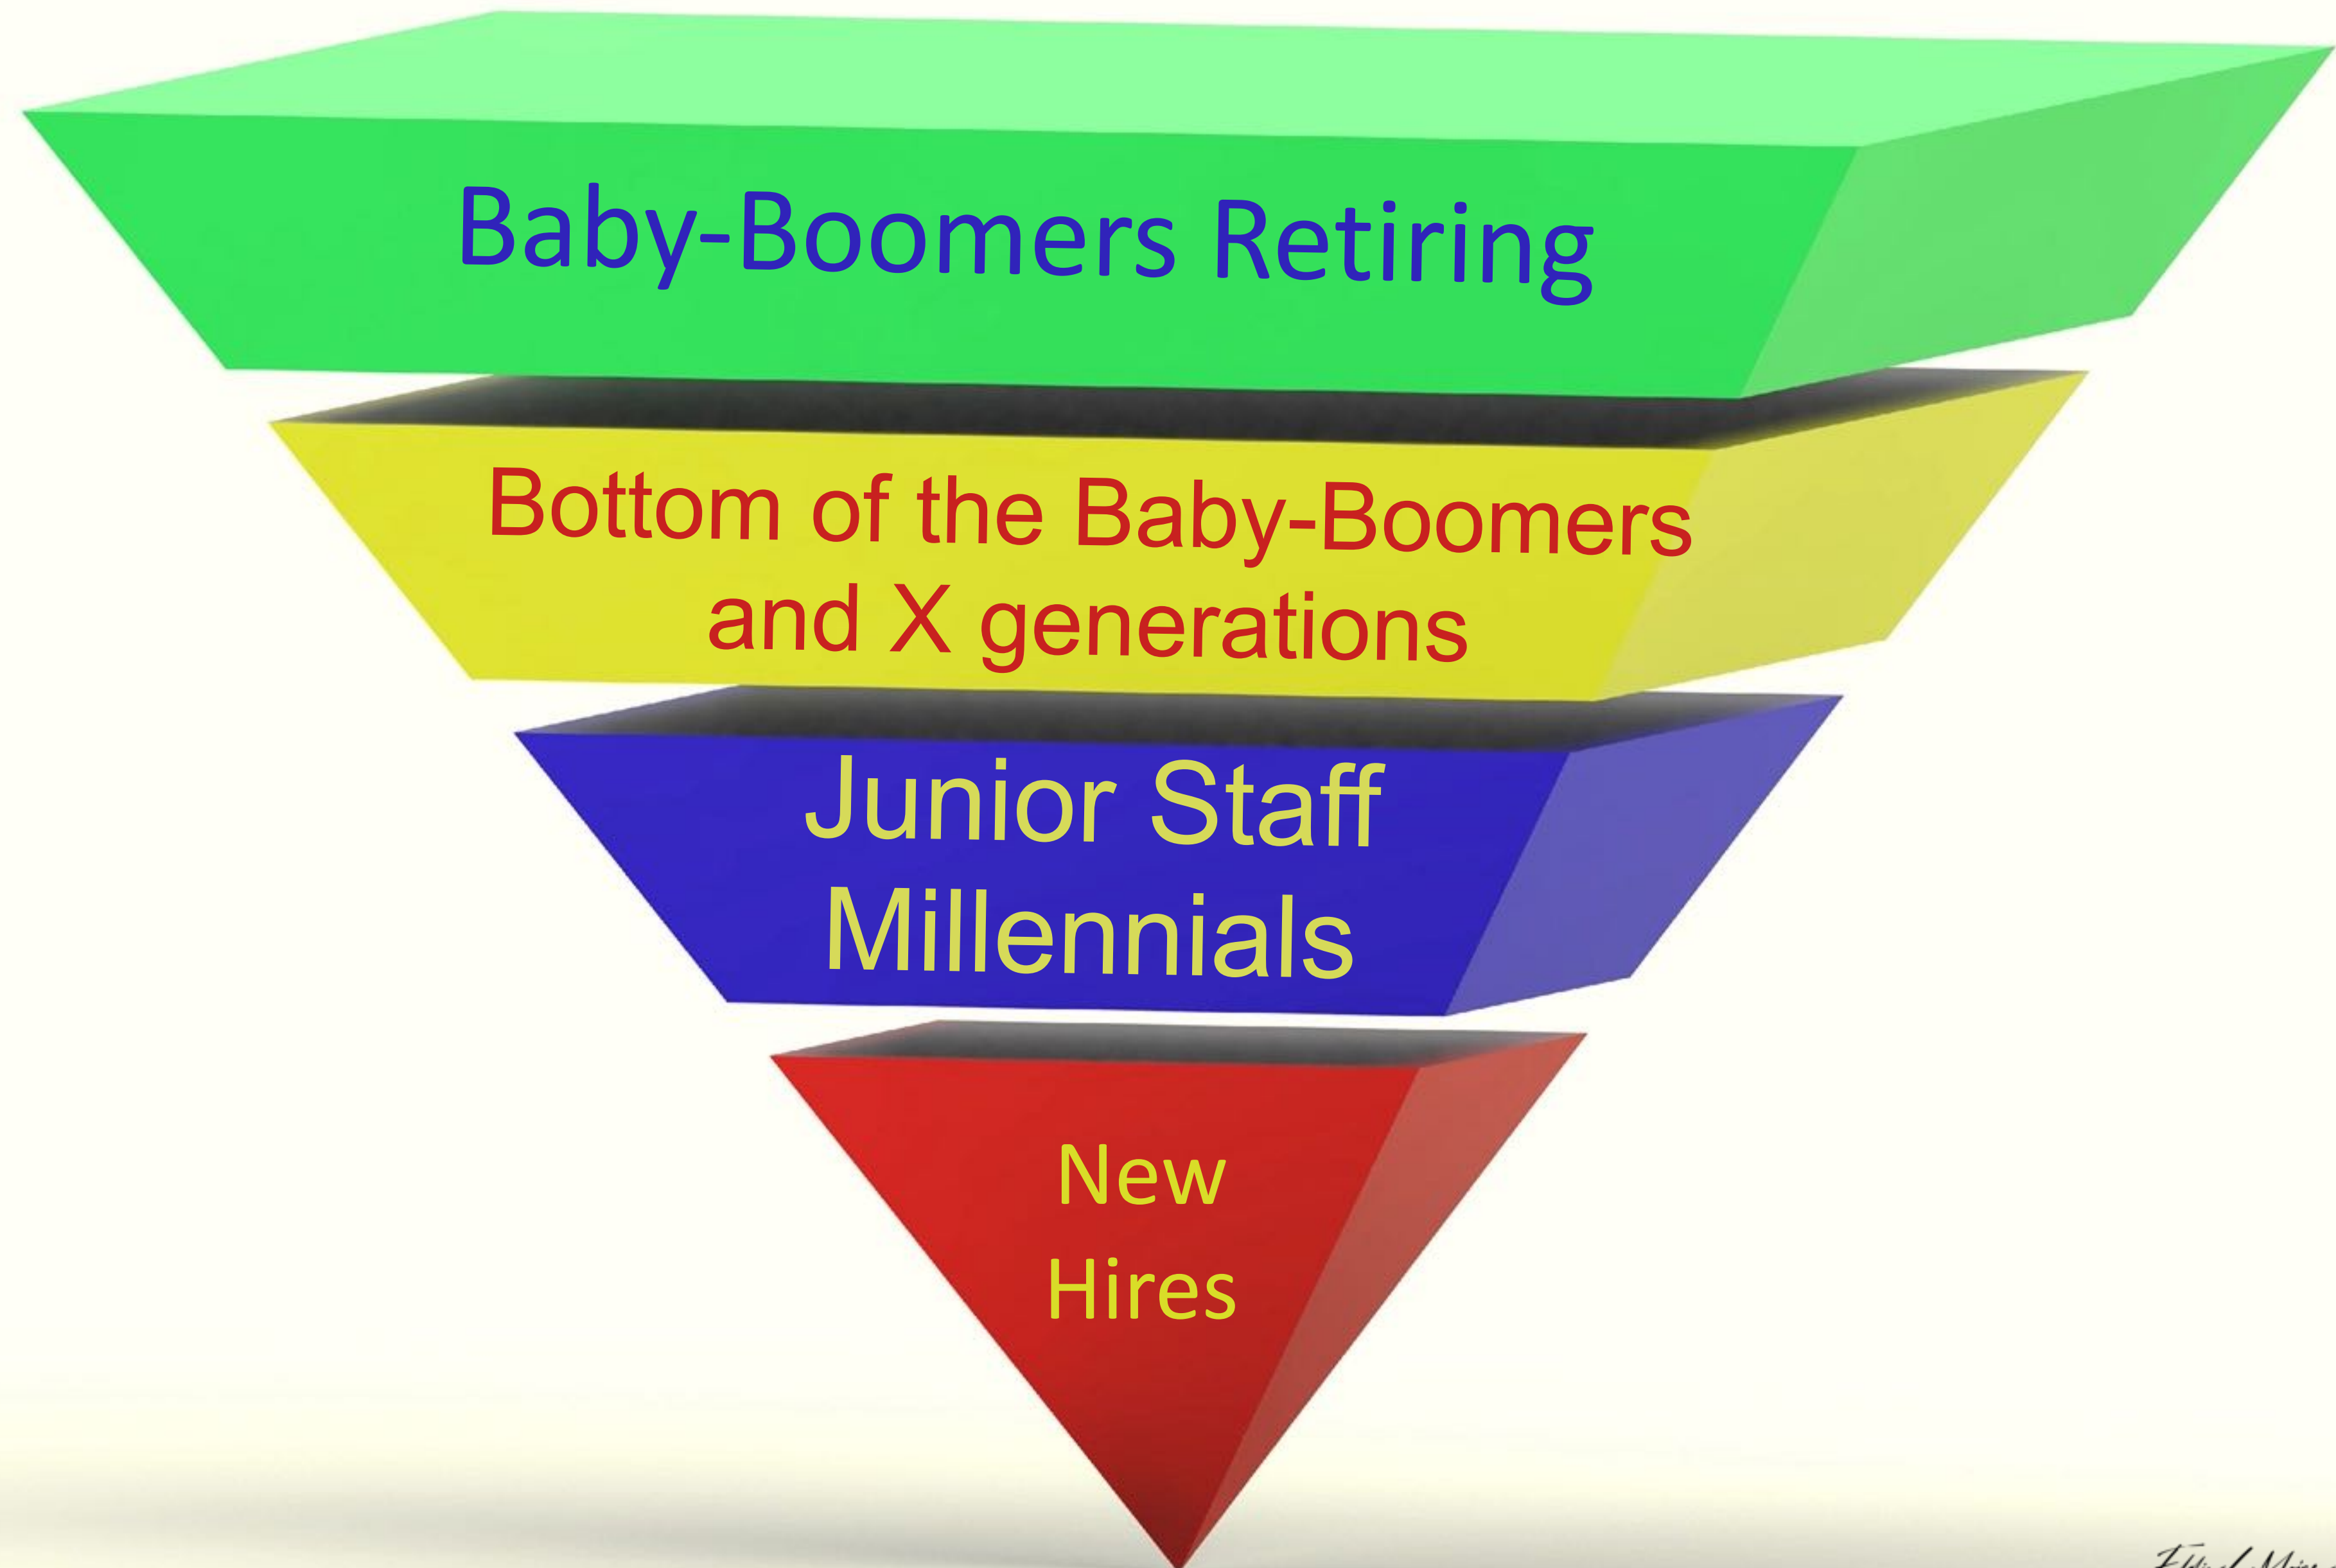 Baby-Boomers Retiring
Bottom of the Baby-Boomers
and X generations
Junior Staff
Millennials
New
Hires